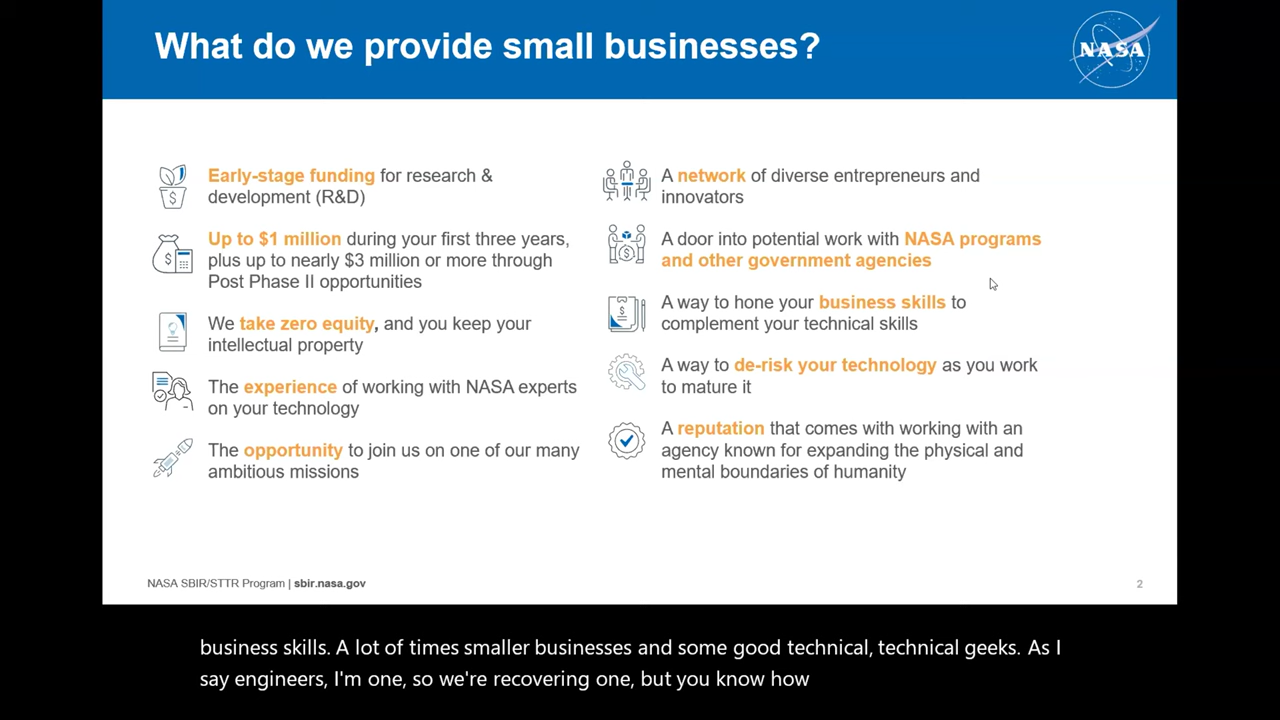 What do we provide small businesses?
NASA
Early-stage funding for research &
development (R&D)
Up to $1 million during your first three years,
plus up to nearly $3 million or more through
Post Phase II opportunities
We take zero equity, and you keep your
intellectual property
The experience of working with NASA experts
on your technology
The opportunity to join us on one of our many
ambitious missions
A network of diverse entrepreneurs and
innovators
A door into potential work with NASA programs
and other government agencies
A way to hone your business skills to
complement your technical skills
A way to de-risk your technology as you work
to mature it
A reputation that comes with working with an
agency known for expanding the physical and
mental boundaries of humanity
NASA SBIR/STTR Program | sbir.nasa.gov
2
business skills. A lot of times smaller businesses and some good technical, technical geeks. As I
say engineers, I'm one, so we're recovering one, but you know how